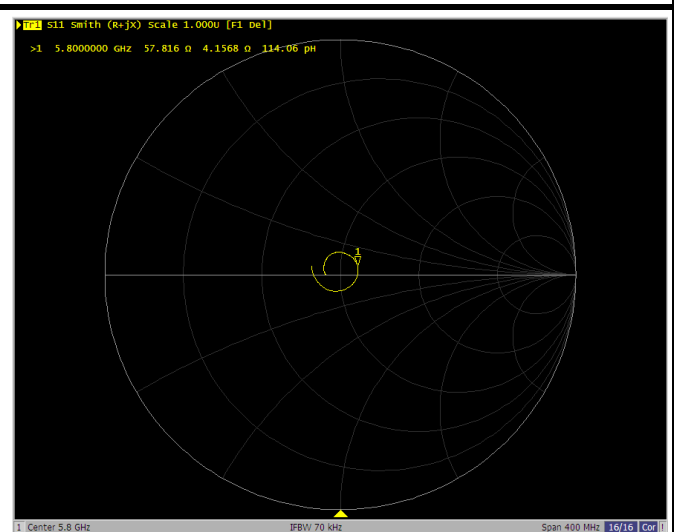 Tr1 S11 Smith (R+jX) Scale 1.000U [F1 Del]
>1 5.8000000 GHz 57.816 Ω 4.1568 Ω 114.06 pH
1
1 Center 5.8 GHz IFBW 70 kHz Span 400 MHz 16/16 Cor !